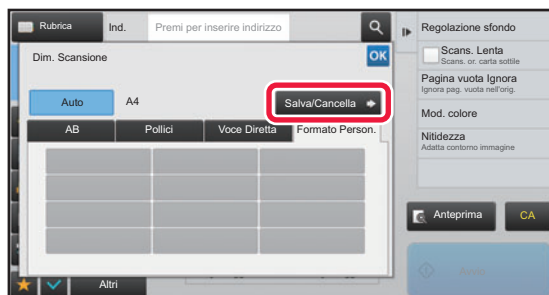 Rubrica
Ind.
Premi per inserire indirizzo
Dim. Scansione
OK
Auto
A4
Salva/Cancella
AB
Pollici
Voce Diretta
Formato Person.
Altri
Regolazione sfondo
Scans. Lenta
Scans. or. carta sottile
Pagina vuota Ignora
Ignora pag. vuota nell'orig.
Mod. colore
Nitidezza
Adatta contorno immagine
Anteprima
CA